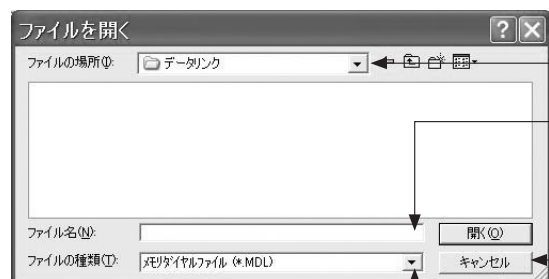 ファイルを開く
ファイルの場所(I): データリンク
ファイル名(N): 開く(O)
ファイルの種類(T): メモリダイヤルファイル (*.MDL) キャンセル